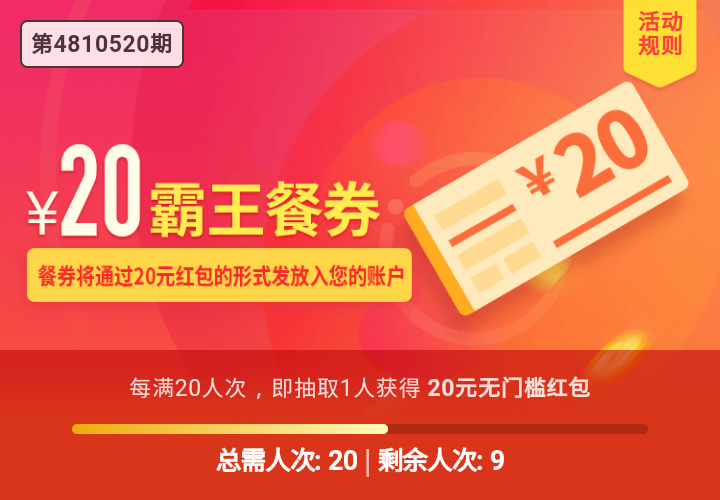 第4810520期
活动
规则
¥20霸王餐券
¥20
餐券将通过20元红包的形式发放入您的账户
每满20人次，即抽取1人获得 20元无门槛红包
总需人次: 20 | 剩余人次: 9